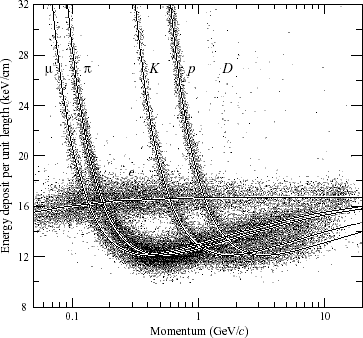 32
28
24
20
16
12
8
Energy deposit per unit length (keV/cm)
μ π K p D
e
0.1 1 10
Momentum (GeV/c)